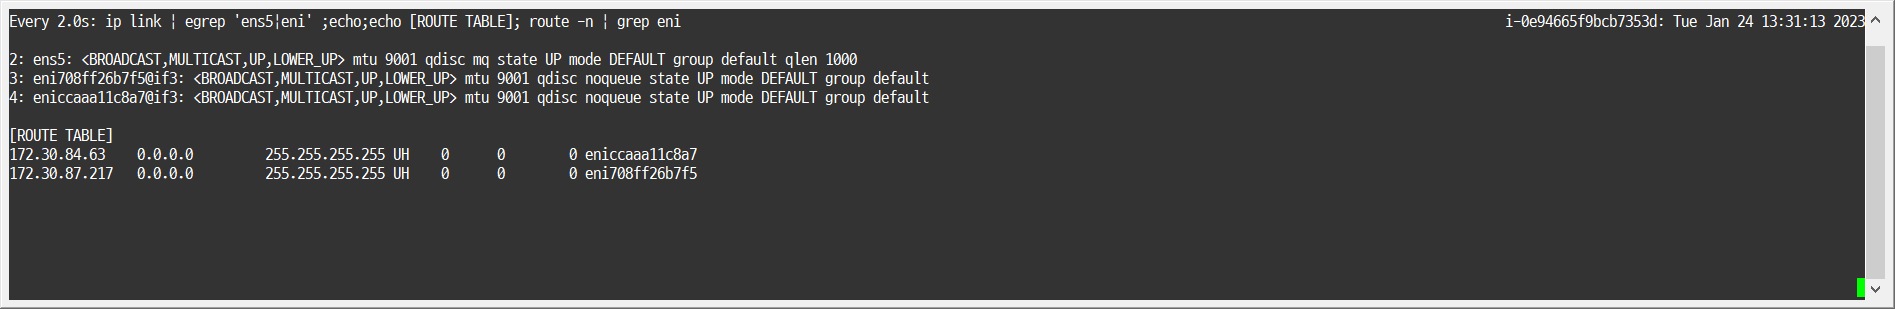 Every 2.0s: ip link | egrep 'ens5|eni' ;echo;echo [ROUTE TABLE]; route -n | grep eni    i-0e94665f9bcb7353d: Tue Jan 24 13:31:13 2023
2: ens5: <BROADCAST,MULTICAST,UP,LOWER_UP> mtu 9001 qdisc mq state UP mode DEFAULT group default qlen 1000
3: eni708ff26b7f5@if3: <BROADCAST,MULTICAST,UP,LOWER_UP> mtu 9001 qdisc noqueue state UP mode DEFAULT group default
4: eniccaaa11c8a7@if3: <BROADCAST,MULTICAST,UP,LOWER_UP> mtu 9001 qdisc noqueue state UP mode DEFAULT group default
[ROUTE TABLE]
172.30.84.63    0.0.0.0         255.255.255.255 UH    0      0        0 eniccaaa11c8a7
172.30.87.217   0.0.0.0         255.255.255.255 UH    0      0        0 eni708ff26b7f5